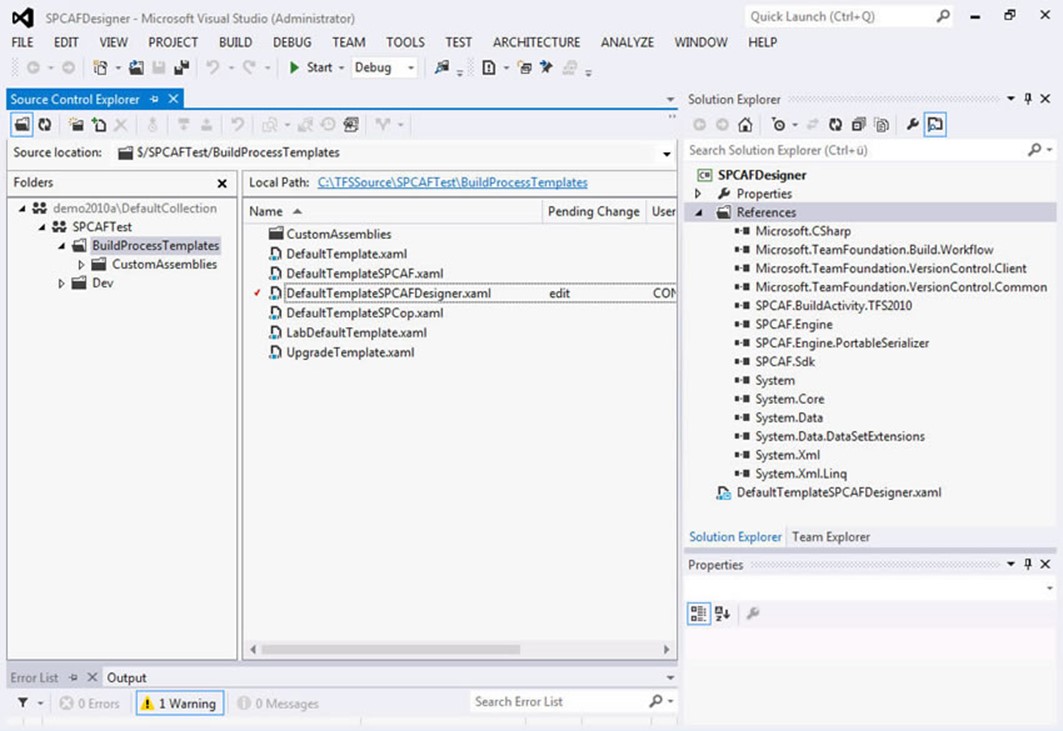 SPCAFDesigner - Microsoft Visual Studio (Administrator)
Quick Launch (Ctrl+Q)
FILE EDIT VIEW PROJECT BUILD DEBUG TEAM TOOLS TEST ARCHITECTURE ANALYZE WINDOW HELP
Start Debug
Source Control Explorer
Source location: $/SPCAFTest/BuildProcessTemplates
Folders
demo2010a\DefaultCollection
SPCAFTest
BuildProcessTemplates
CustomAssemblies
Dev
Local Path: C:\TFSSource\SPCAFTest\BuildProcessTemplates
Name Pending Change User
CustomAssemblies
DefaultTemplate.xaml
DefaultTemplateSPCAF.xaml
DefaultTemplateSPCAFDesigner.xaml edit CON
DefaultTemplateSPCop.xaml
LabDefaultTemplate.xaml
UpgradeTemplate.xaml
Error List Output
0 Errors 1 Warning 0 Messages Search Error List
Solution Explorer
Search Solution Explorer (Ctrl+ü)
C# SPCAFDesigner
Properties
References
Microsoft.CSharp
Microsoft.TeamFoundation.Build.Workflow
Microsoft.TeamFoundation.VersionControl.Client
Microsoft.TeamFoundation.VersionControl.Common
SPCAF.BuildActivity.TFS2010
SPCAF.Engine
SPCAF.Engine.PortableSerializer
SPCAF.Sdk
System
System.Core
System.Data
System.Data.DataSetExtensions
System.Xml
System.Xml.Linq
DefaultTemplateSPCAFDesigner.xaml
Solution Explorer Team Explorer
Properties